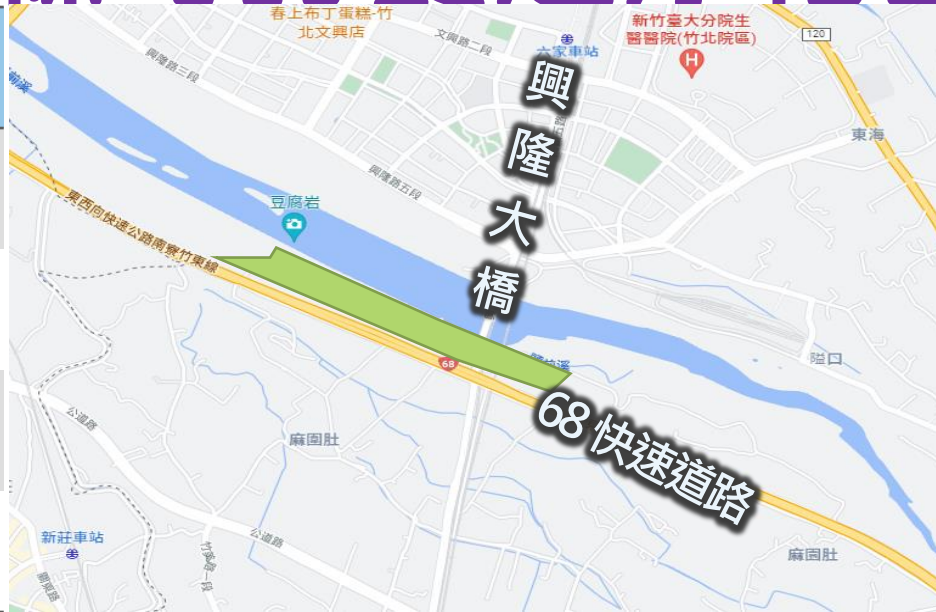 春上布丁蛋糕-竹
北文興店
文興路二段
六家車站
新竹臺大分院生
醫醫院(竹北院區)
H
120
興隆路三段
東海
興隆大橋
興隆路五段
豆腐岩
東西向快速公路南寮竹東線
隘口
68
68快速道路
公道路
麻園肚
新莊車站
公道路
麻園肚